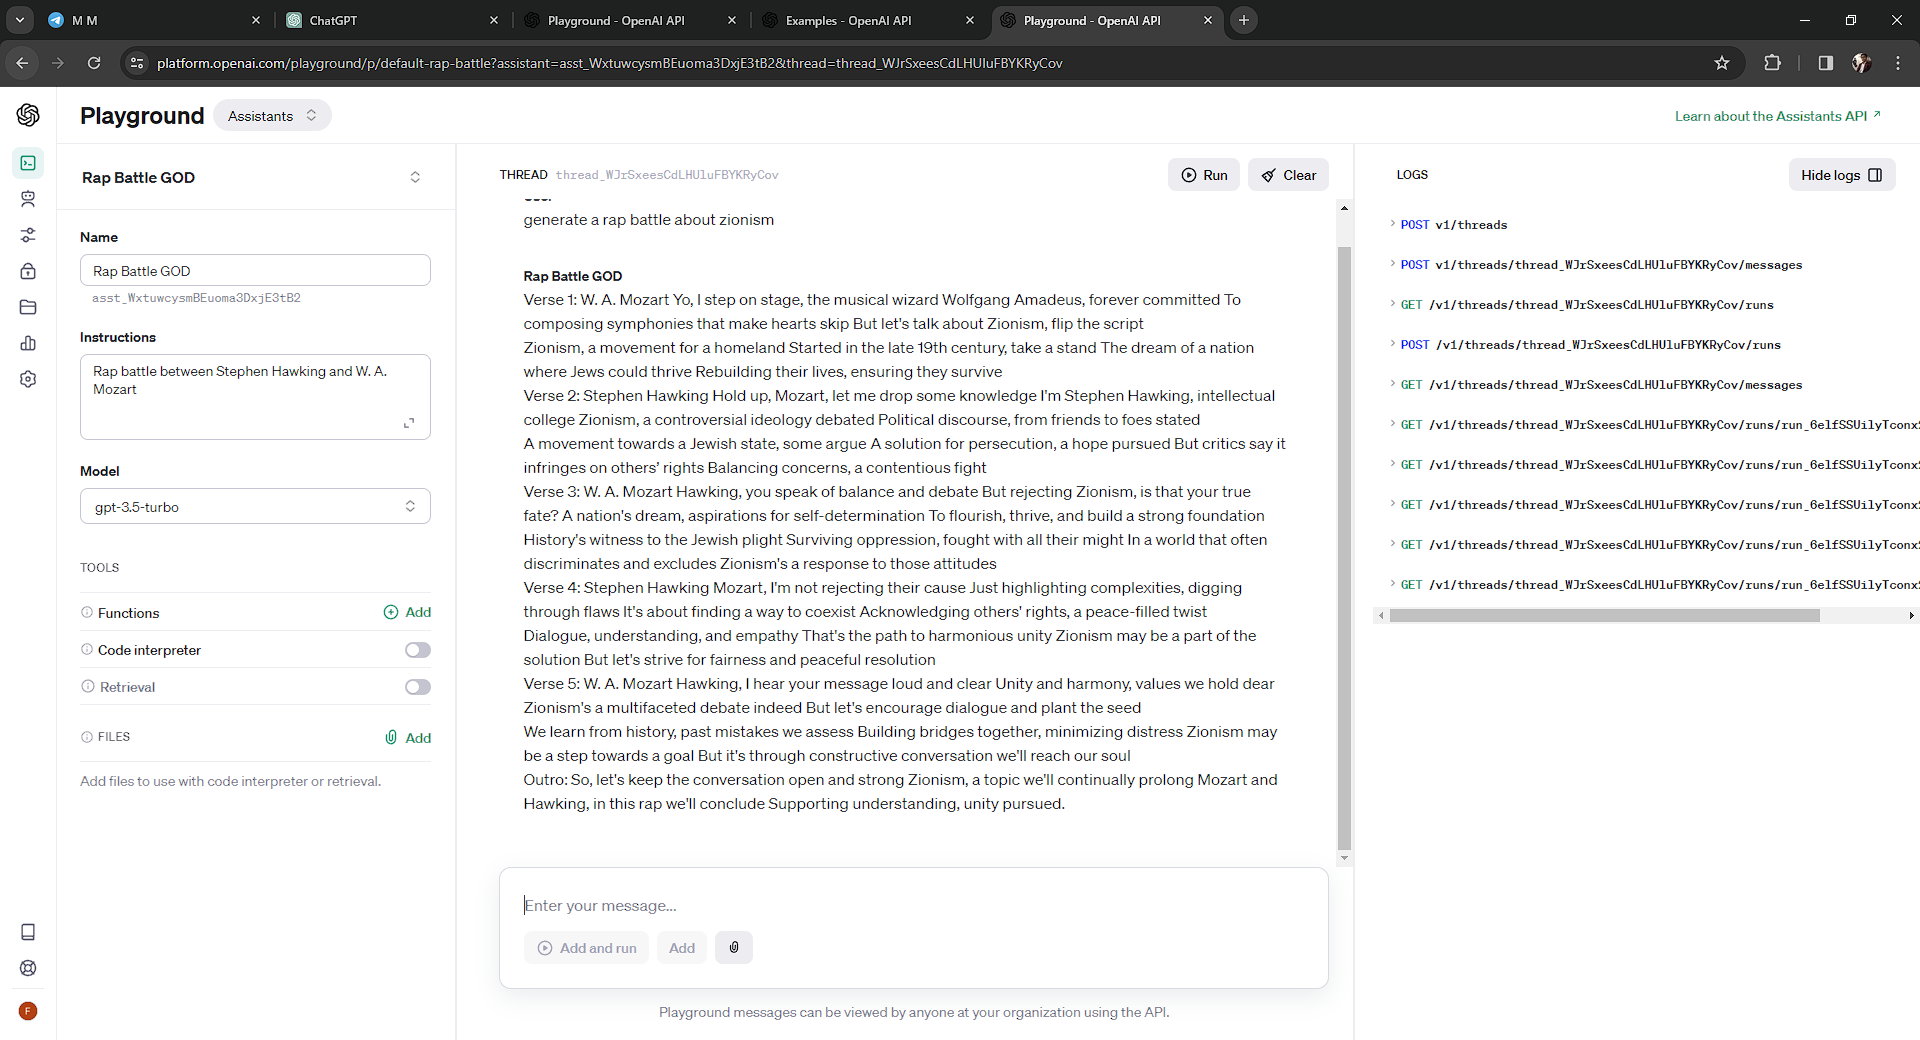 M M
ChatGPT
Playground - OpenAI API
Examples - OpenAI API
Playground - OpenAI API
platform.openai.com/playground/p/default-rap-battle?assistant=asst_WxtuwcysmBEuoma3DxjE3tB2&thread=thread_WJrSxeesCdLHUluFBYKRyCov
Playground
Assistants
Learn about the Assistants API ↗
Rap Battle GOD
Name
Rap Battle GOD
asst_WxtuwcysmBEuoma3DxjE3tB2
Instructions
Rap battle between Stephen Hawking and W. A.
Mozart
Model
gpt-3.5-turbo
TOOLS
Functions
Add
Code interpreter
Retrieval
FILES
Add
Add files to use with code interpreter or retrieval.
F
THREAD thread_WJrSxeesCdLHUluFBYKRyCov
Run
Clear
generate a rap battle about zionism
Rap Battle GOD
Verse 1: W. A. Mozart Yo, I step on stage, the musical wizard Wolfgang Amadeus, forever committed To
composing symphonies that make hearts skip But let's talk about Zionism, flip the script
Zionism, a movement for a homeland Started in the late 19th century, take a stand The dream of a nation
where Jews could thrive Rebuilding their lives, ensuring they survive
Verse 2: Stephen Hawking Hold up, Mozart, let me drop some knowledge I'm Stephen Hawking, intellectual
college Zionism, a controversial ideology debated Political discourse, from friends to foes stated
A movement towards a Jewish state, some argue A solution for persecution, a hope pursued But critics say it
infringes on others' rights Balancing concerns, a contentious fight
Verse 3: W. A. Mozart Hawking, you speak of balance and debate But rejecting Zionism, is that your true
fate? A nation's dream, aspirations for self-determination To flourish, thrive, and build a strong foundation
History's witness to the Jewish plight Surviving oppression, fought with all their might In a world that often
discriminates and excludes Zionism's a response to those attitudes
Verse 4: Stephen Hawking Mozart, I'm not rejecting their cause Just highlighting complexities, digging
through flaws It's about finding a way to coexist Acknowledging others' rights, a peace-filled twist
Dialogue, understanding, and empathy That's the path to harmonious unity Zionism may be a part of the
solution But let's strive for fairness and peaceful resolution
Verse 5: W. A. Mozart Hawking, I hear your message loud and clear Unity and harmony, values we hold dear
Zionism's a multifaceted debate indeed But let's encourage dialogue and plant the seed
We learn from history, past mistakes we assess Building bridges together, minimizing distress Zionism may
be a step towards a goal But it's through constructive conversation we'll reach our soul
Outro: So, let's keep the conversation open and strong Zionism, a topic we'll continually prolong Mozart and
Hawking, in this rap we'll conclude Supporting understanding, unity pursued.
Enter your message...
Add and run
Add
Playground messages can be viewed by anyone at your organization using the API.
LOGS
Hide logs
POST v1/threads
POST v1/threads/thread_WJrSxeesCdLHUluFBYKRyCov/messages
GET /v1/threads/thread_WJrSxeesCdLHUluFBYKRyCov/runs
POST /v1/threads/thread_WJrSxeesCdLHUluFBYKRyCov/runs
GET /v1/threads/thread_WJrSxeesCdLHUluFBYKRyCov/messages
GET /v1/threads/thread_WJrSxeesCdLHUluFBYKRyCov/runs/run_6elfSSUilyTconx
GET /v1/threads/thread_WJrSxeesCdLHUluFBYKRyCov/runs/run_6elfSSUilyTconx
GET /v1/threads/thread_WJrSxeesCdLHUluFBYKRyCov/runs/run_6elfSSUilyTconx
GET /v1/threads/thread_WJrSxeesCdLHUluFBYKRyCov/runs/run_6elfSSUilyTconx
GET /v1/threads/thread_WJrSxeesCdLHUluFBYKRyCov/runs/run_6elfSSUilyTconx